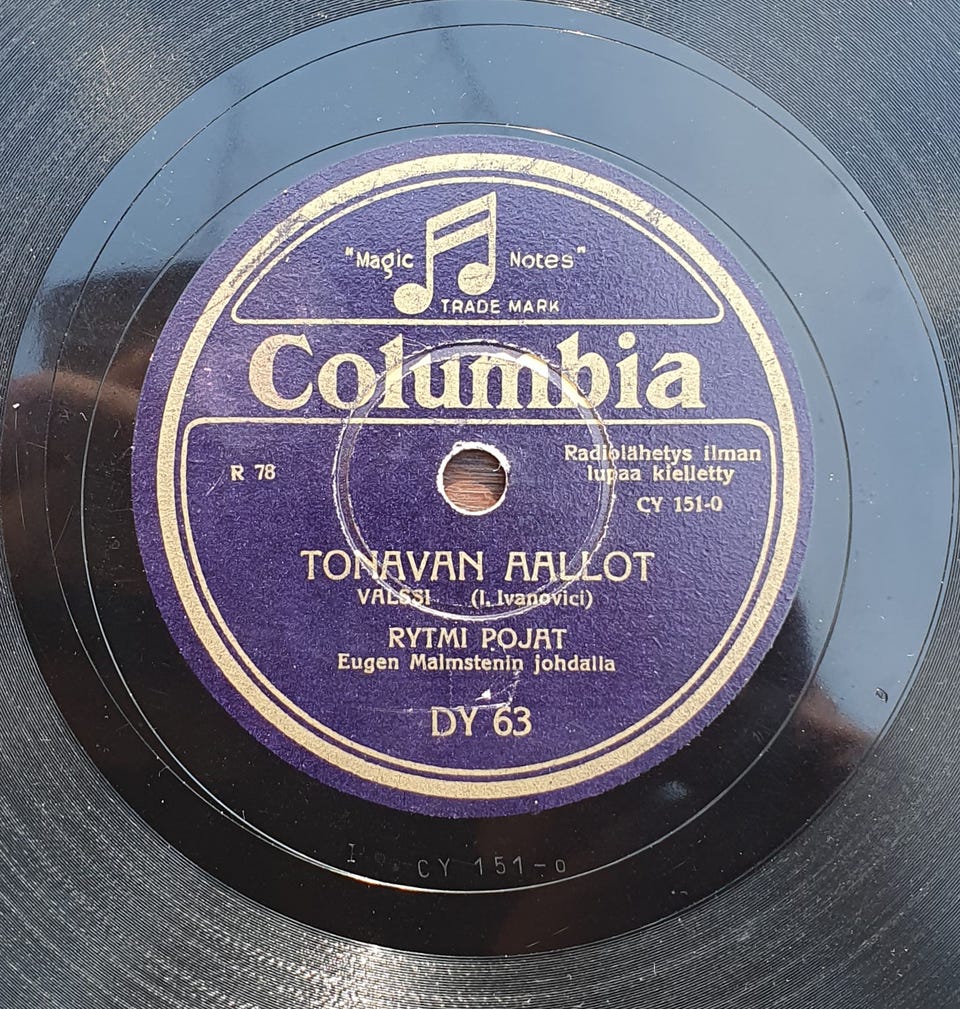 "Magic Notes"
TRADE MARK
Columbia
R 78
Radiolähetys ilman
lupaa kielletty
CY 151-0
TONAVAN AALLOT
VALSSI (I. Ivanovici)
RYTMI POJAT
Eugen Malmstenin johdalla
DY 63
I CY 151-0